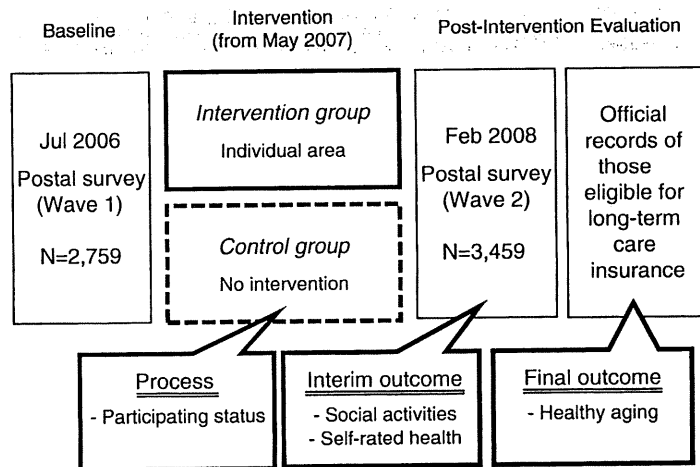 Baseline
Intervention
(from May 2007)
Post-Intervention Evaluation
Jul 2006
Postal survey
(Wave 1)
N=2,759
Intervention group
Individual area
Control group
No intervention
Feb 2008
Postal survey
(Wave 2)
N=3,459
Official
records of
those
eligible for
long-term
care
insurance
Process
- Participating status
Interim outcome
- Social activities
- Self-rated health
Final outcome
- Healthy aging